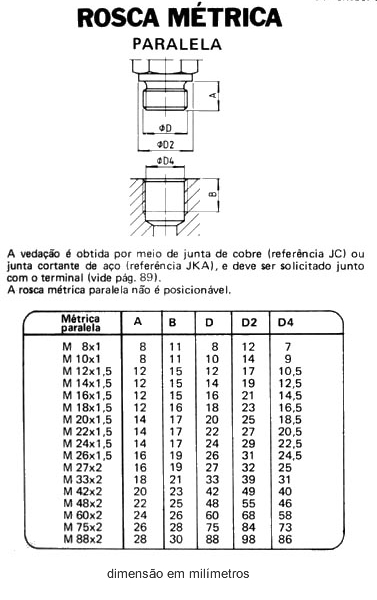 ROSCA MÉTRICA
PARALELA
A
ΦD
ΦD2
ΦD4
B
A vedação é obtida por meio de junta de cobre (referência JC) ou
junta cortante de aço (referência JKA), e deve ser solicitado junto
com o terminal (vide pág. 89).
A rosca métrica paralela não é posicionável.
Métrica paralela A B D D2 D4
M 8x1 8 11 8 12 7
M 10x1 8 11 10 14 9
M 12x1,5 12 15 12 17 10,5
M 14x1,5 12 15 14 19 12,5
M 16x1,5 12 15 16 21 14,5
M 18x1,5 12 16 18 23 16,5
M 20x1,5 14 17 20 25 18,5
M 22x1,5 14 17 22 27 20,5
M 24x1,5 14 17 24 29 22,5
M 26x1,5 16 19 26 31 24,5
M 27x2 16 19 27 32 25
M 33x2 18 21 33 39 31
M 42x2 20 23 42 49 40
M 48x2 22 25 48 55 46
M 60x2 24 26 60 68 58
M 75x2 26 28 75 84 73
M 88x2 28 30 88 98 86
dimensão em milímetros